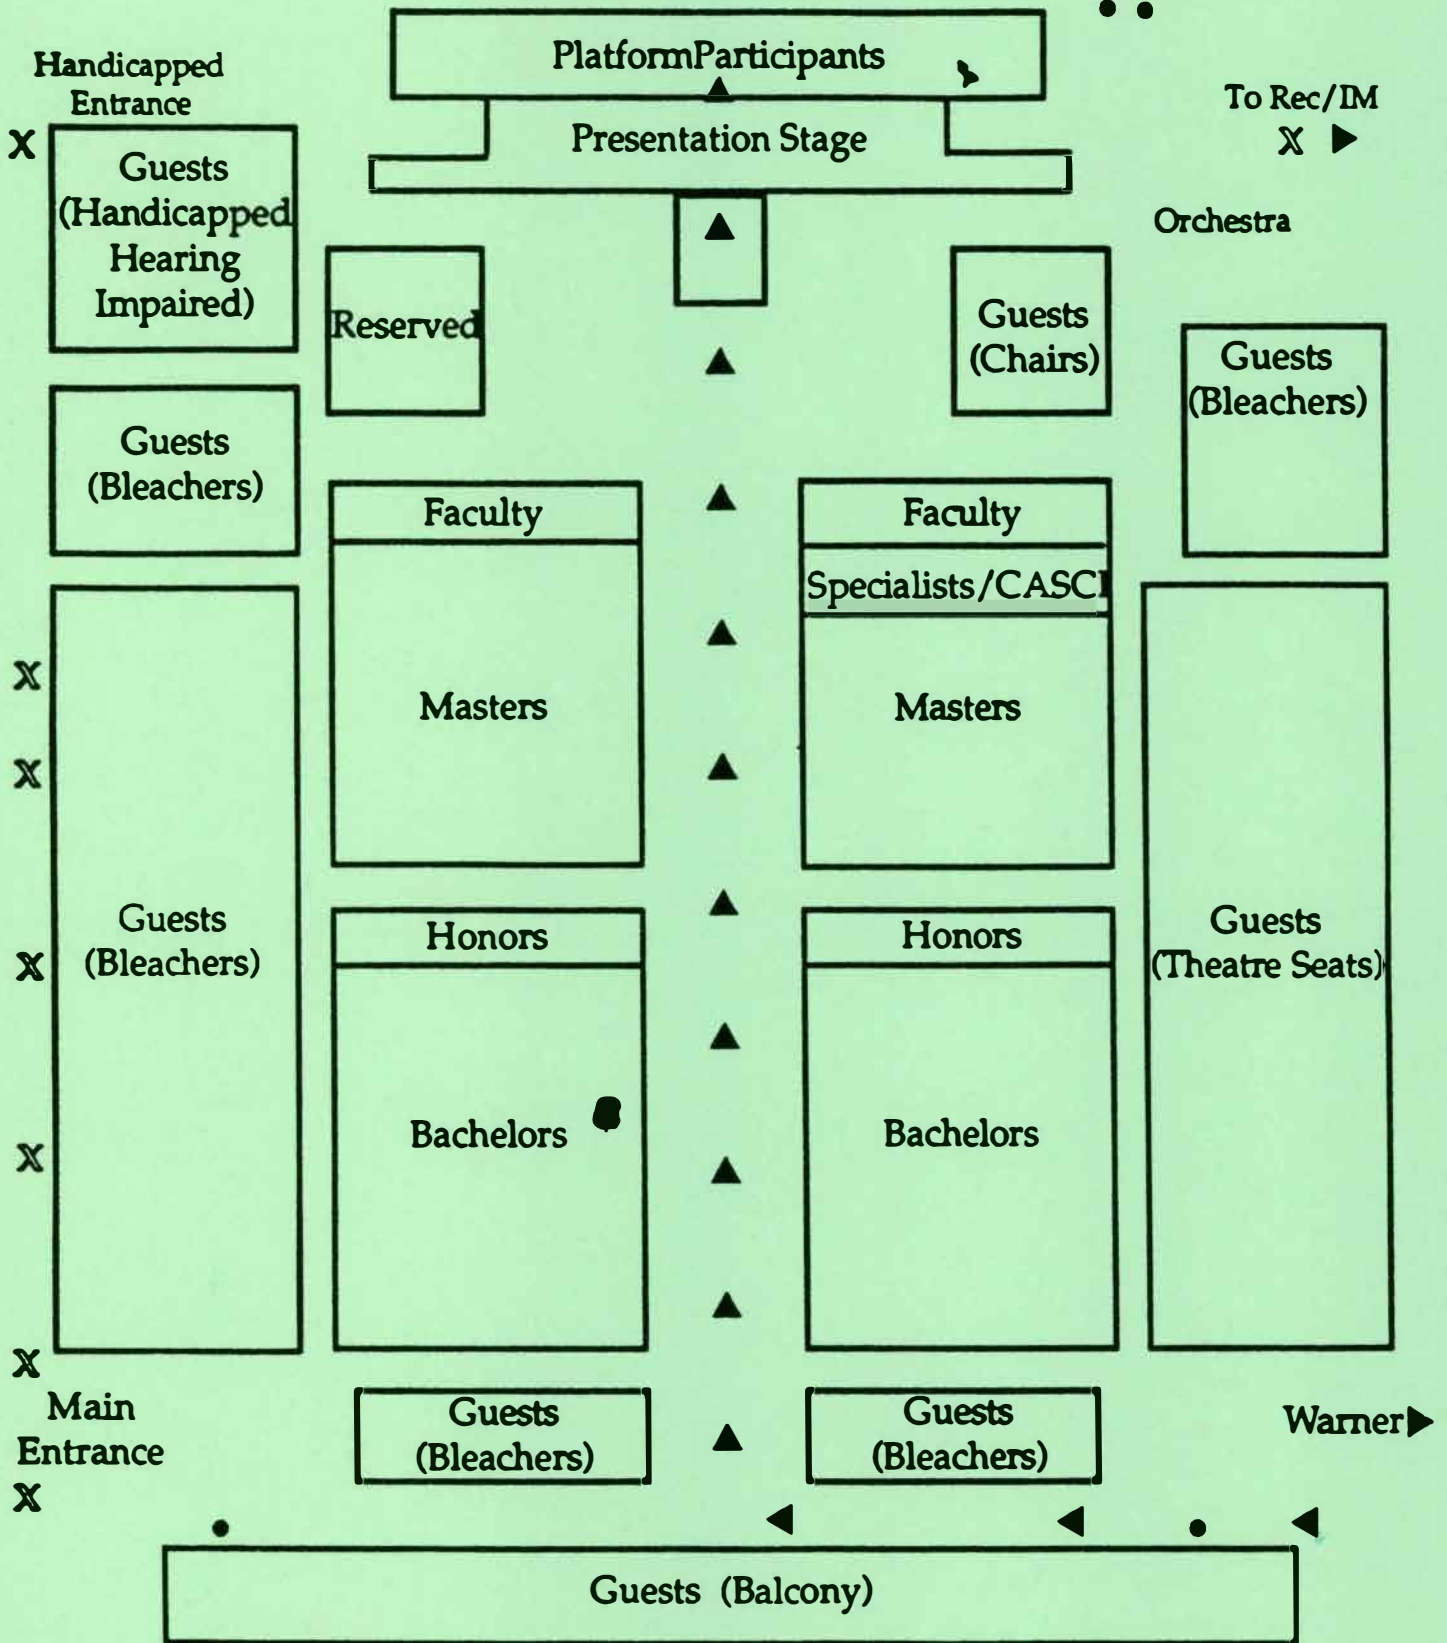 PlatformParticipants
Handicapped
Entrance
To Rec/IM
X
X
Presentation Stage
Guests
(Handicapped
Hearing
Impaired)
Orchestra
Reserved
Guests
(Chairs)
Guests
(Bleachers)
Guests
(Bleachers)
Faculty
Faculty
Specialists/CASCI
X
Masters
Masters
X
Guests
(Bleachers)
Honors
Honors
Guests
(Theatre Seats)
X
Bachelors
Bachelors
X
X
Main
Entrance
X
Guests
(Bleachers)
Guests
(Bleachers)
Warner
Guests (Balcony)